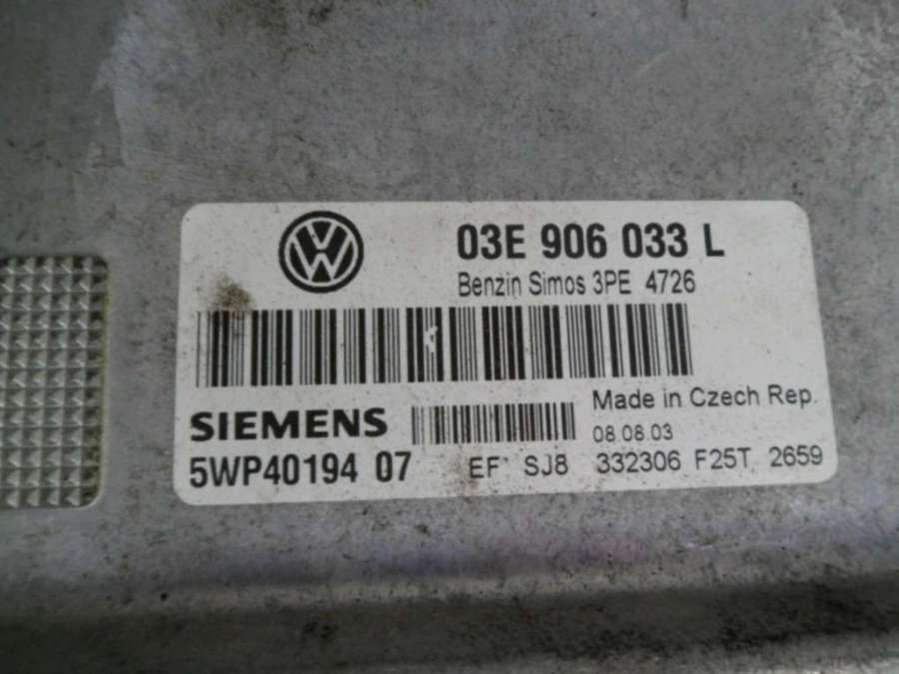 03E 906 033 L
Benzin Simos 3PE 4726
Made in Czech Rep.
SIEMENS
08.08.03
5WP40194 07 EF SJ8 332306 F25T 2659